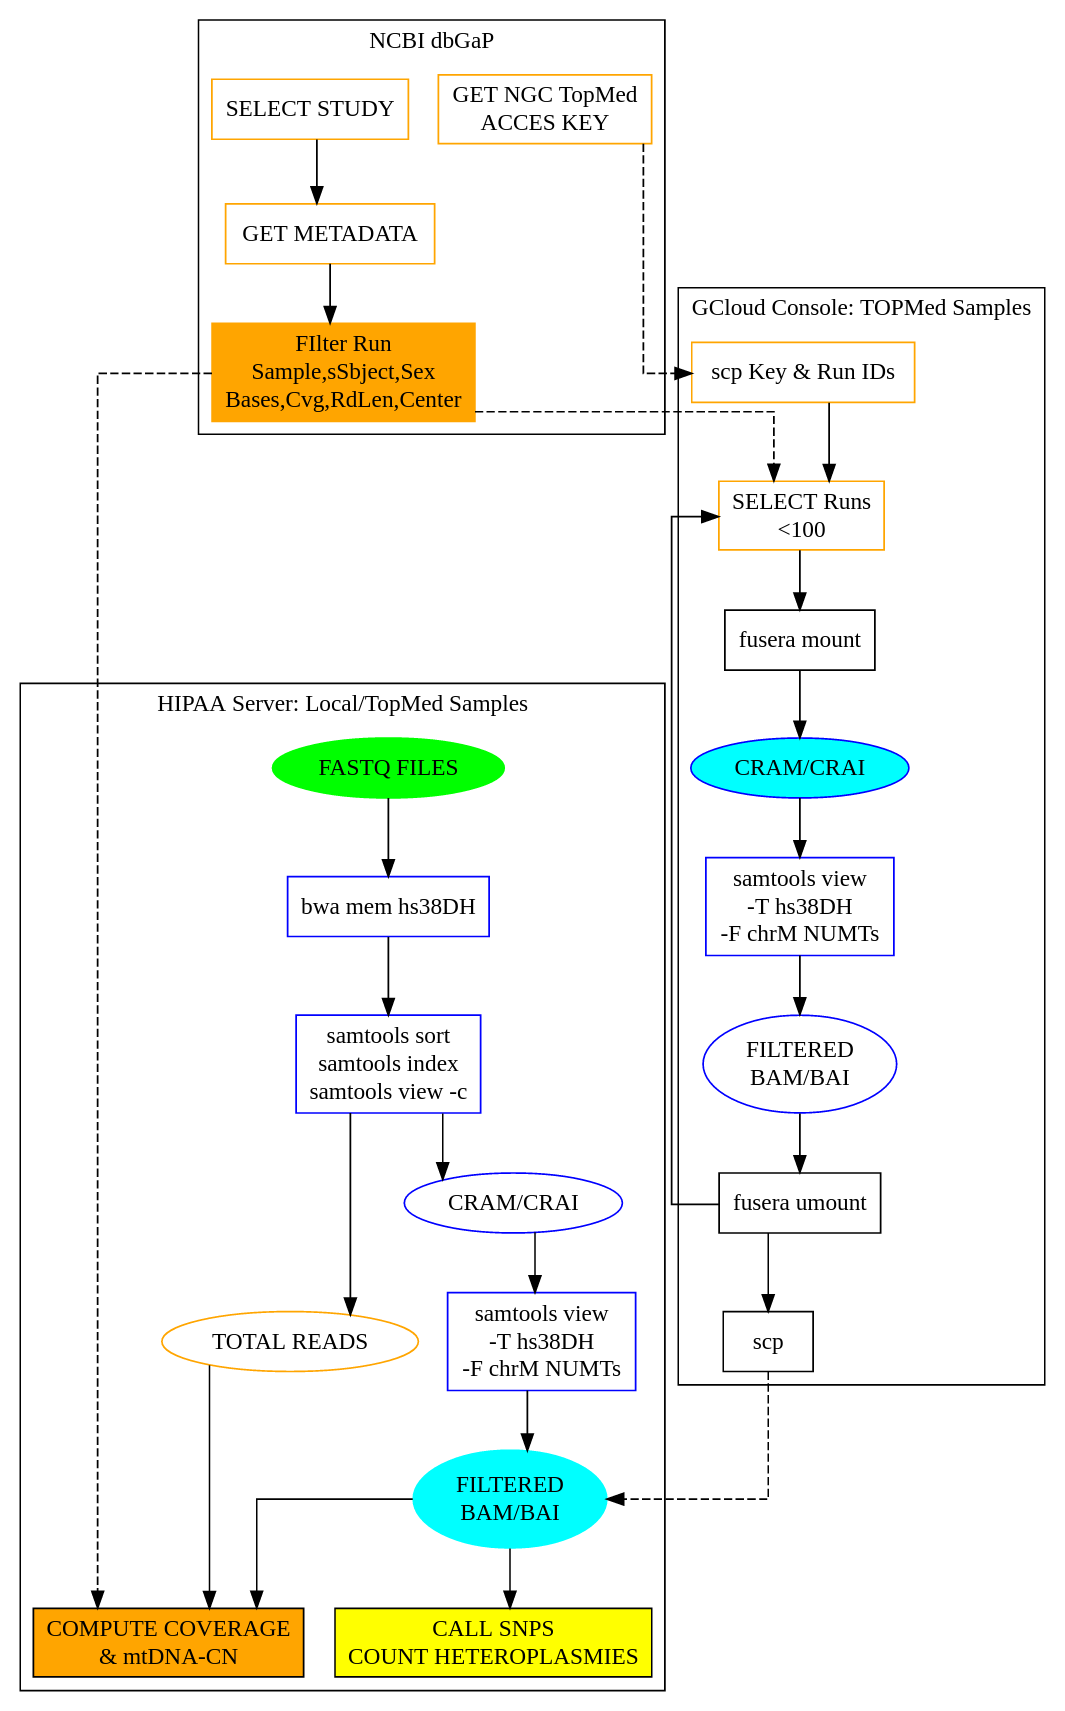 NCBI dbGaP
SELECT STUDY
GET NGC TopMed
ACCES KEY
GET METADATA
FIlter Run
Sample,sSbject,Sex
Bases,Cvg,RdLen,Center
GCloud Console: TOPMed Samples
scp Key & Run IDs
SELECT Runs
<100
fusera mount
CRAM/CRAI
samtools view
-T hs38DH
-F chrM NUMTs
FILTERED
BAM/BAI
fusera umount
scp
HIPAA Server: Local/TopMed Samples
FASTQ FILES
bwa mem hs38DH
samtools sort
samtools index
samtools view -c
CRAM/CRAI
TOTAL READS
samtools view
-T hs38DH
-F chrM NUMTs
FILTERED
BAM/BAI
COMPUTE COVERAGE
& mtDNA-CN
CALL SNPS
COUNT HETEROPLASMIES